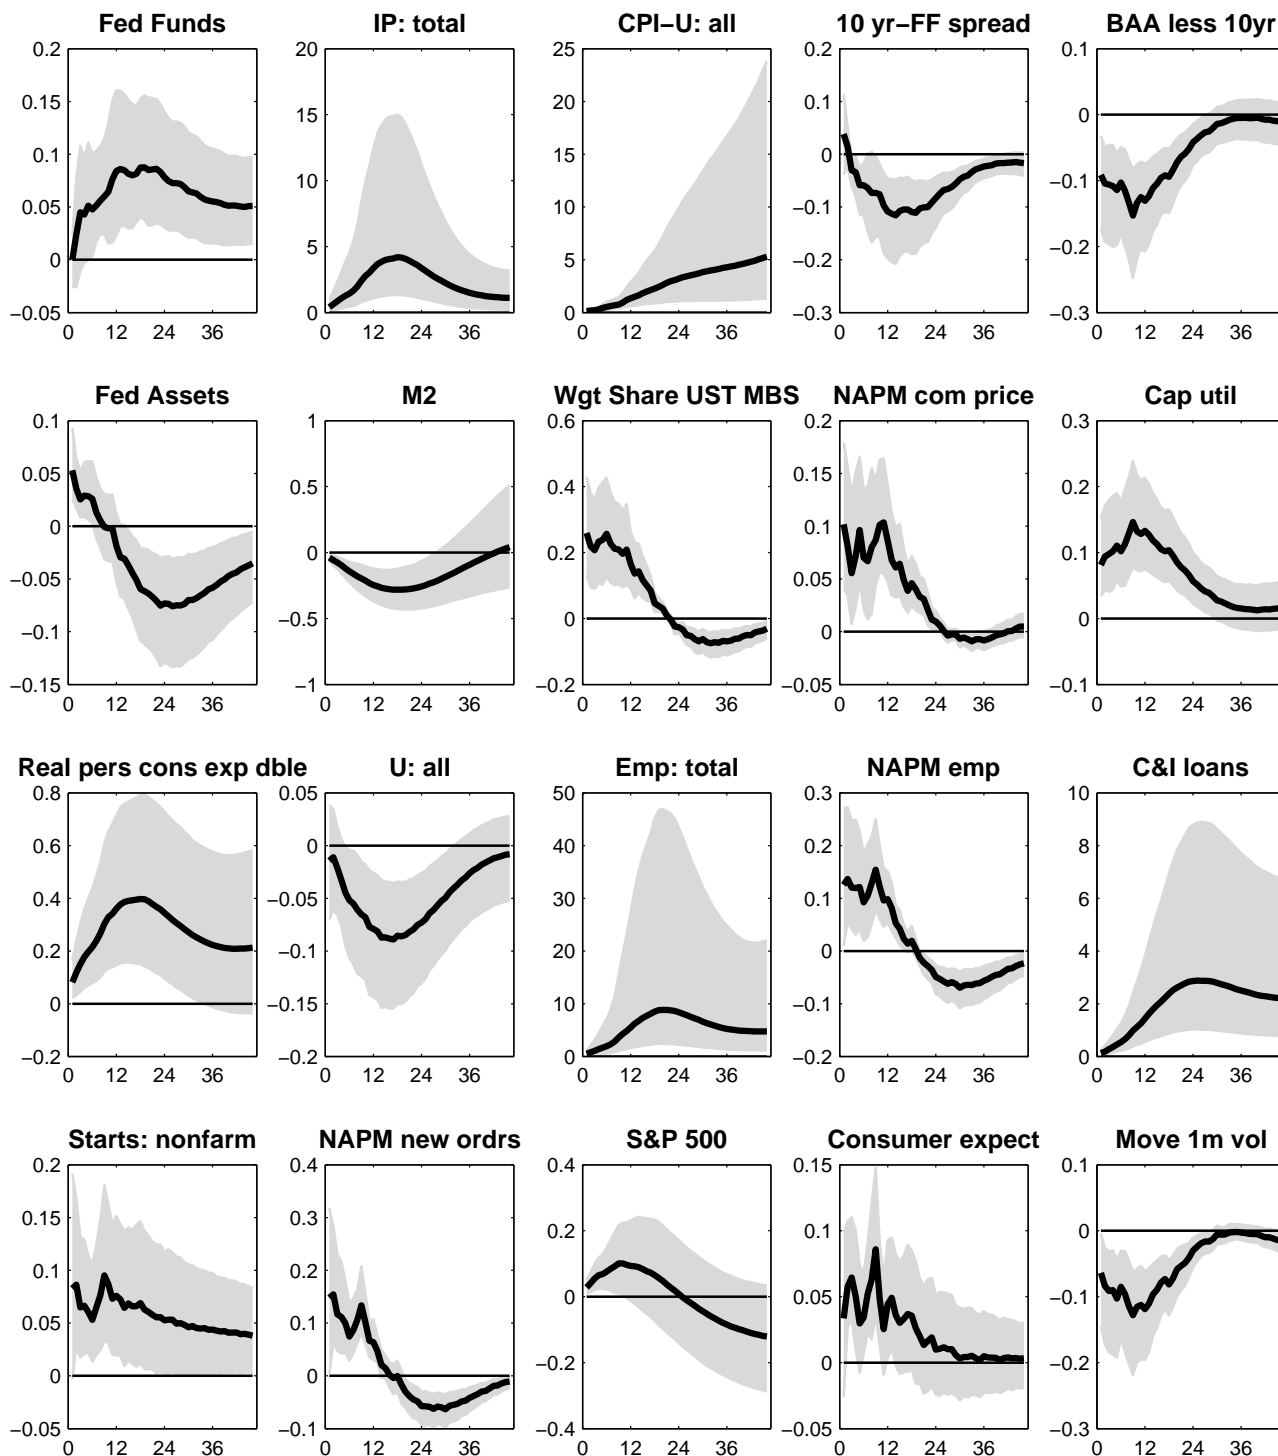 Fed Funds IP: total CPI−U: all 10 yr−FF spread BAA less 10yr
0.2 20 25 0.2 0.1
0.15 15 20 0.1 0
0.1 10 15 0 −0.1
0.05 5 10 −0.1 −0.2
0 0 5 −0.2 −0.3
−0.05 0 −0.3
0 12 24 36 0 12 24 36 0 12 24 36 0 12 24 36 0 12 24 36
Fed Assets M2 Wgt Share UST MBS NAPM com price Cap util
0.1 1 0.6 0.2 0.3
0.05 0.5 0.4 0.15 0.2
0 0 0.2 0.1 0.1
−0.05 −0.5 0 0.05 0
−0.1 −1 −0.2 0 −0.1
−0.15 −0.05
0 12 24 36 0 12 24 36 0 12 24 36 0 12 24 36 0 12 24 36
Real pers cons exp dble U: all Emp: total NAPM emp C&I loans
0.8 0.05 50 0.3 10
0.6 0 40 0.2 8
0.4 −0.05 30 0.1 6
0.2 −0.1 20 0 4
0 −0.15 10 −0.1 2
−0.2 −0.2 0 −0.2 0
0 12 24 36 0 12 24 36 0 12 24 36 0 12 24 36 0 12 24 36
Starts: nonfarm NAPM new ordrs S&P 500 Consumer expect Move 1m vol
0.2 0.4 0.4 0.15 0.1
0.15 0.3 0.2 0.1 0
0.1 0.2 0 0.05 −0.1
0.05 0.1 −0.2 0 −0.2
0 0 −0.4 −0.05 −0.3
−0.05 −0.1
0 12 24 36 0 12 24 36 0 12 24 36 0 12 24 36 0 12 24 36